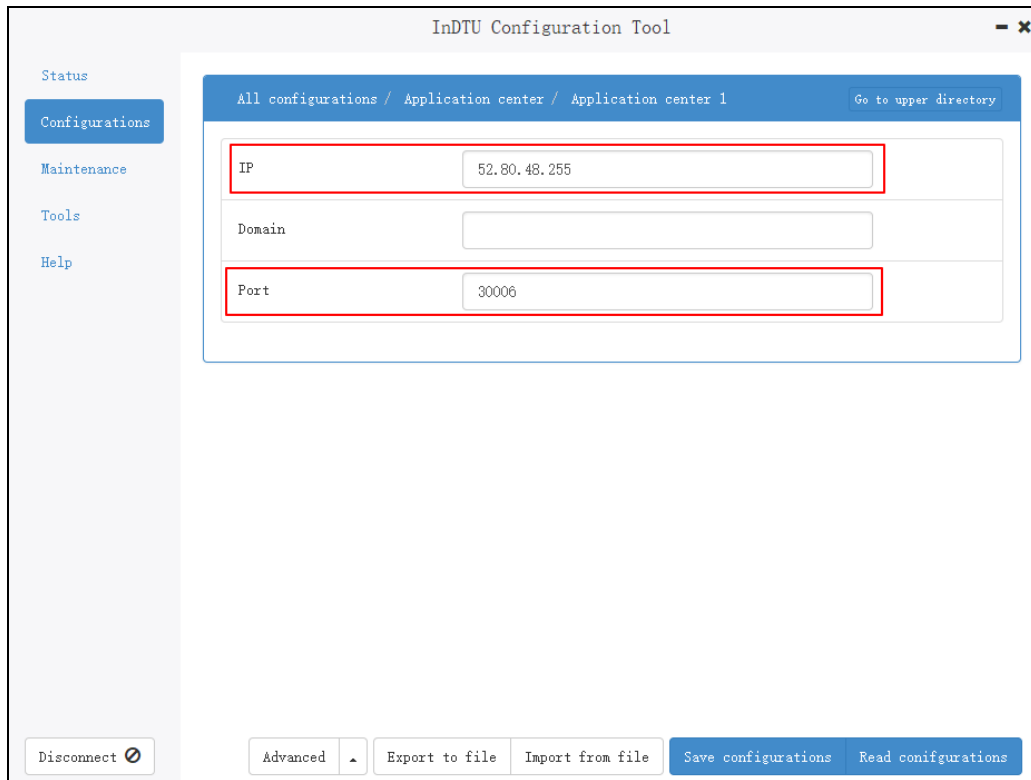 InDTU Configuration Tool
Status
Configurations
Maintenance
Tools
Help
All configurations / Application center / Application center 1
Go to upper directory
IP
52.80.48.255
Domain
Port
30006
Disconnect
Advanced
Export to file
Import from file
Save configurations
Read conifgurations